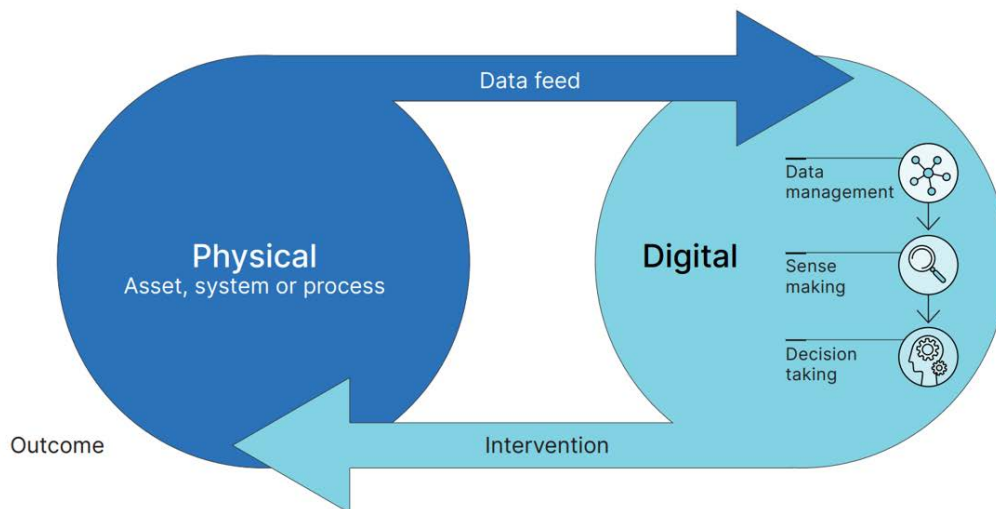 Data feed
Physical
Asset, system or process
Digital
Data
management
Sense
making
Decision
taking
Outcome
Intervention